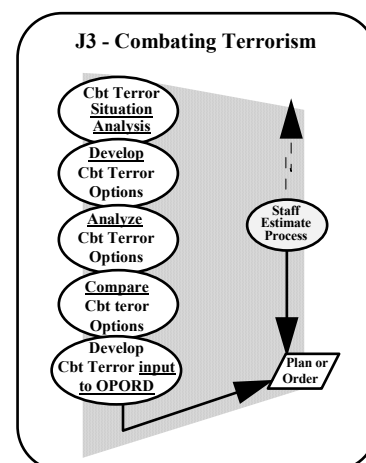 J3 - Combating Terrorism
Cbt Terror
Situation
Analysis
Develop
Cbt Terror
Options
Analyze
Cbt Terror
Options
Compare
Cbt teror
Options
Develop
Cbt Terror input
to OPORD
Staff
Estimate
Process
Plan or
Order